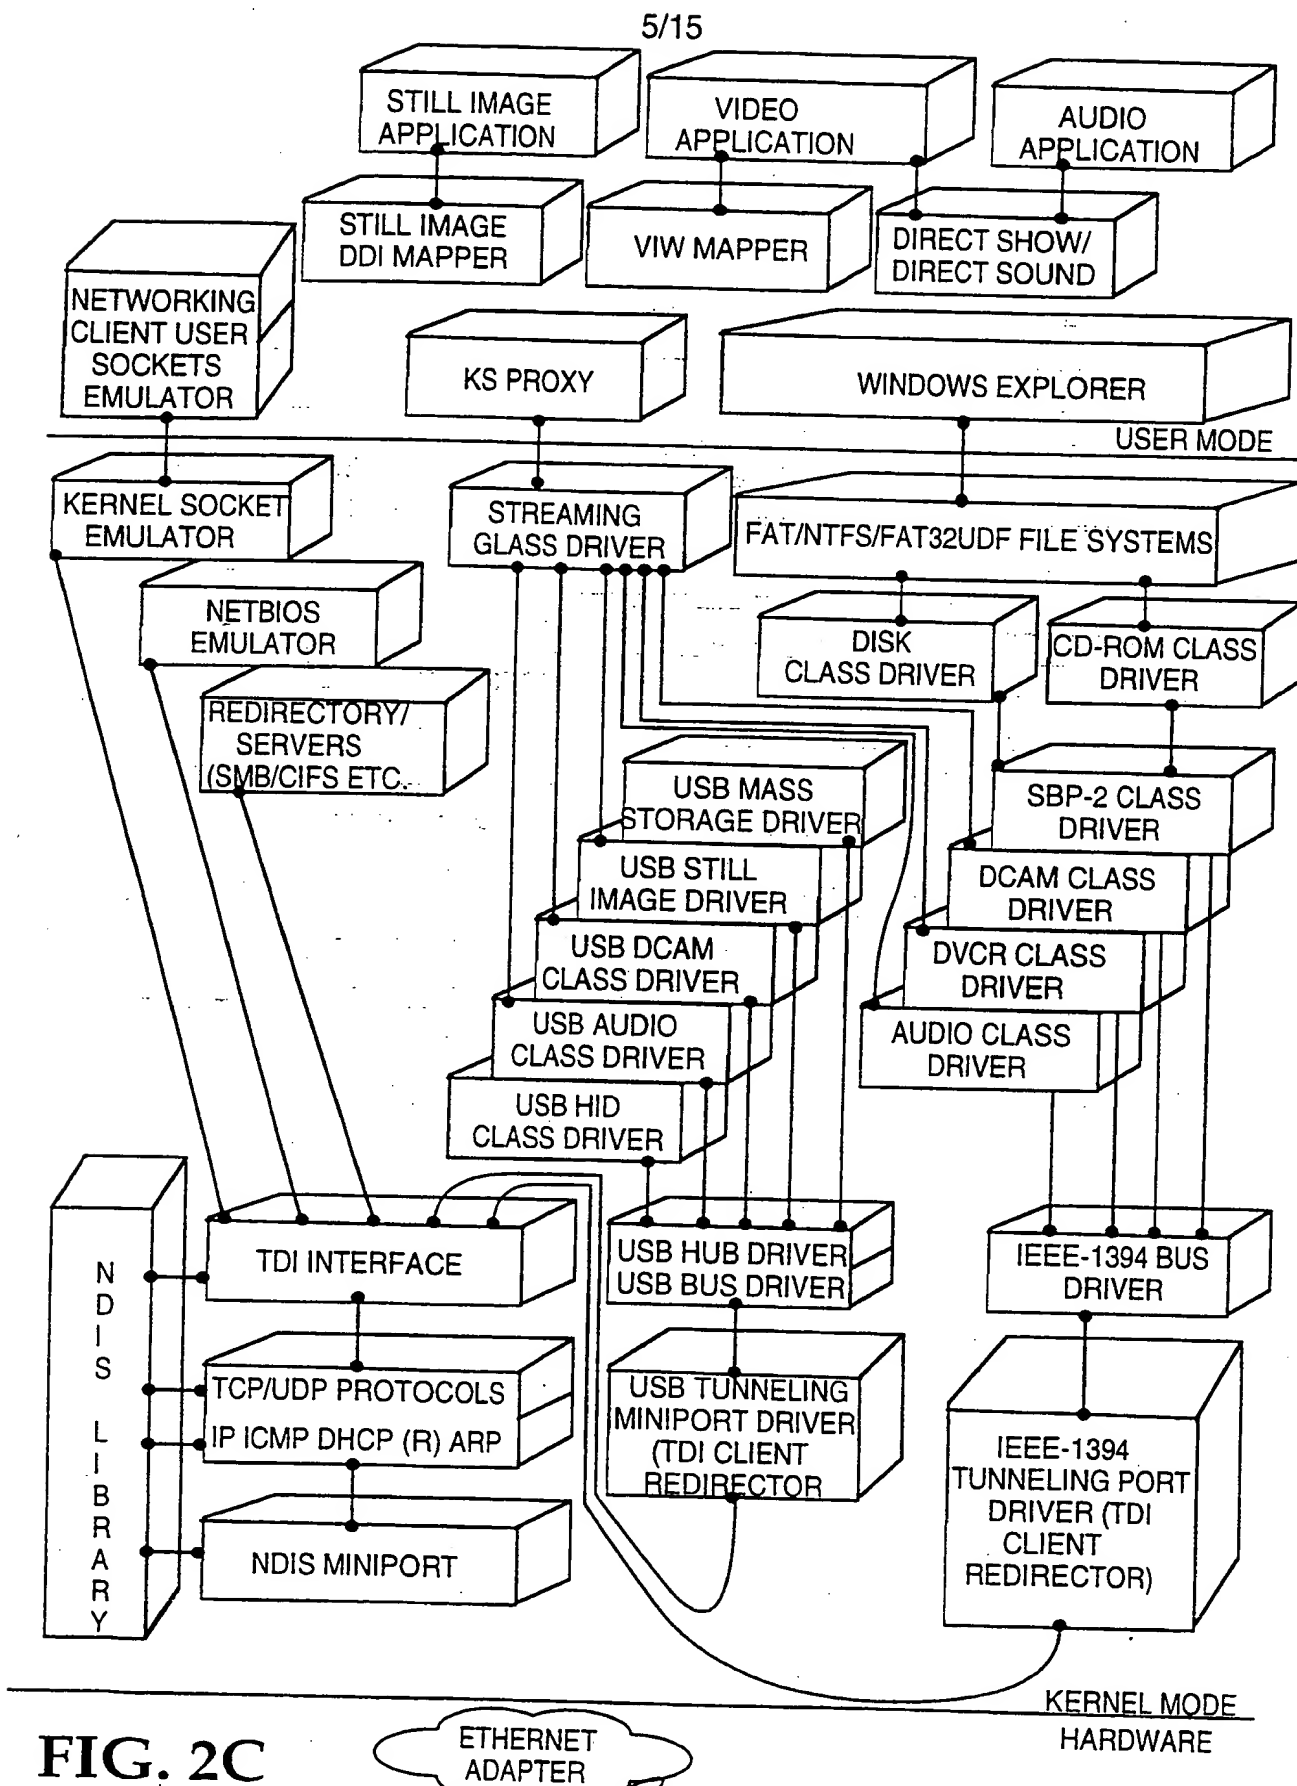 5/15
STILL IMAGE
APPLICATION
VIDEO
APPLICATION
AUDIO
APPLICATION
STILL IMAGE
DDI MAPPER
VIW MAPPER
DIRECT SHOW/
DIRECT SOUND
NETWORKING
CLIENT USER
SOCKETS
EMULATOR
KS PROXY
WINDOWS EXPLORER
USER MODE
KERNEL SOCKET
EMULATOR
STREAMING
GLASS DRIVER
FAT/NTFS/FAT32UDF FILE SYSTEMS
NETBIOS
EMULATOR
DISK
CLASS DRIVER
CD-ROM CLASS
DRIVER
REDIRECTORY/
SERVERS
(SMB/CIFS ETC.
USB MASS
STORAGE DRIVER
SBP-2 CLASS
DRIVER
USB STILL
IMAGE DRIVER
DCAM CLASS
DRIVER
USB DCAM
CLASS DRIVER
DVCR CLASS
DRIVER
USB AUDIO
CLASS DRIVER
AUDIO CLASS
DRIVER
USB HID
CLASS DRIVER
NDIS LIBRARY
TDI INTERFACE
USB HUB DRIVER
USB BUS DRIVER
IEEE-1394 BUS
DRIVER
TCP/UDP PROTOCOLS
IP ICMP DHCP (R) ARP
USB TUNNELING
MINIPORT DRIVER
(TDI CLIENT
REDIRECTOR
IEEE-1394
TUNNELING PORT
DRIVER (TDI
CLIENT
REDIRECTOR)
NDIS MINIPORT
KERNEL MODE
HARDWARE
ETHERNET
ADAPTER
FIG. 2C